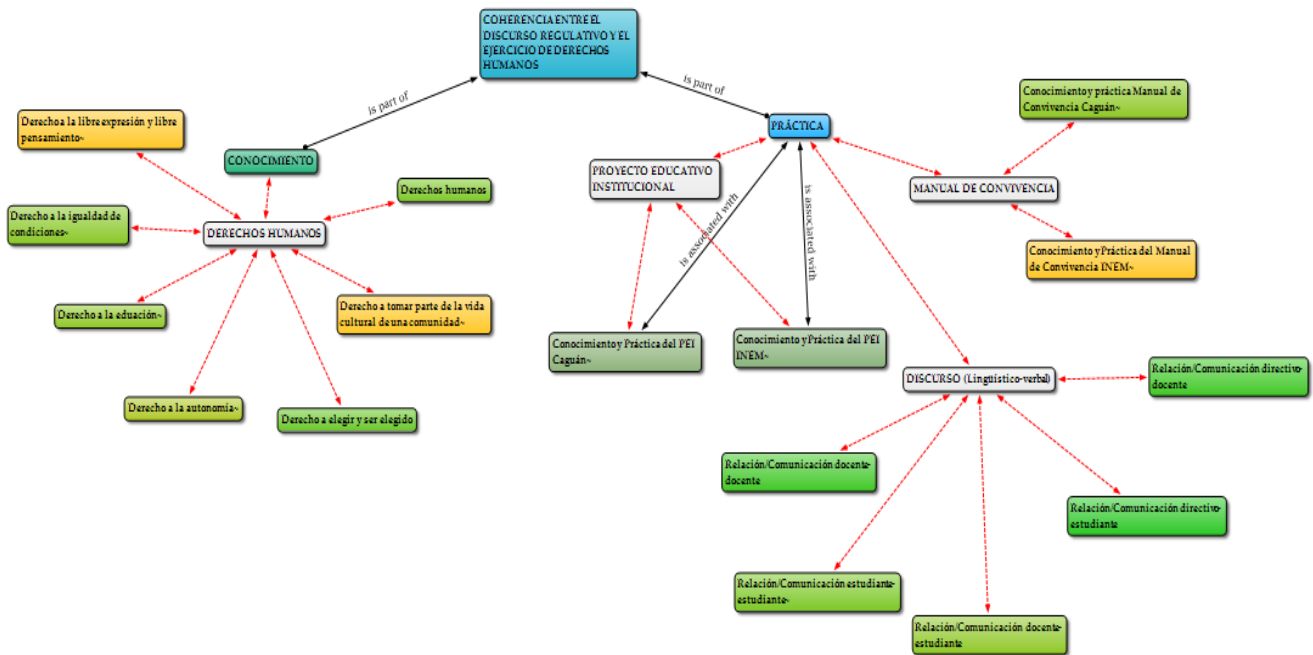 COHERENCIA ENTRE EL
DISCURSO REGULATIVO Y EL
EJERCICIO DE DERECHOS
HUMANOS
is part of
is part of
Conocimiento y práctica Manual de
Convivencia Caguán~
Derecho a la libre expresión y libre
pensamiento~
PRÁCTICA
CONOCIMIENTO
PROYECTO EDUCATIVO
INSTITUCIONAL
MANUAL DE CONVIVENCIA
Derechos humanos
Derecho a la igualdad de
condiciones~
DERECHOS HUMANOS
is associated with
is associated with
Conocimiento y Práctica del Manual
de Convivencia INEM~
Derecho a la eduación~
Derecho a tomar parte de la vida
cultural de una comunidad~
Conocimiento y Práctica del PEI
Caguán~
Conocimiento y Práctica del PEI
INEM~
Relación/Comunicación directivo-
docente
DISCURSO (Lingüístico-verbal)
Derecho a la autonomía~
Derecho a elegir y ser elegido
Relación/Comunicación docente-
docente
Relación/Comunicación directivo-
estudiante
Relación/Comunicación estudiante-
estudiante~
Relación/Comunicación docente-
estudiante